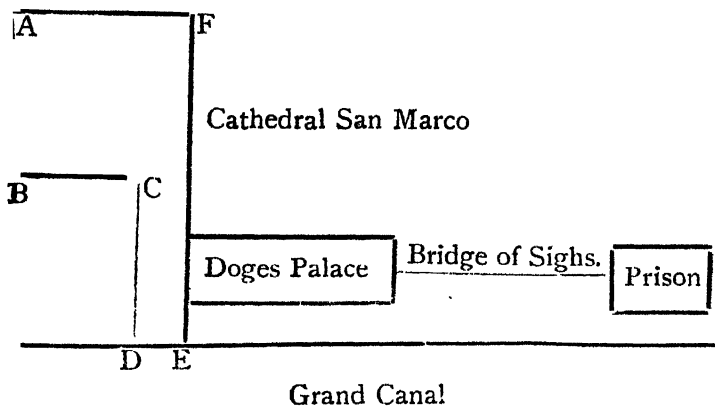 A F
Cathedral San Marco
B C
Doges Palace Bridge of Sighs. Prison
D E
Grand Canal